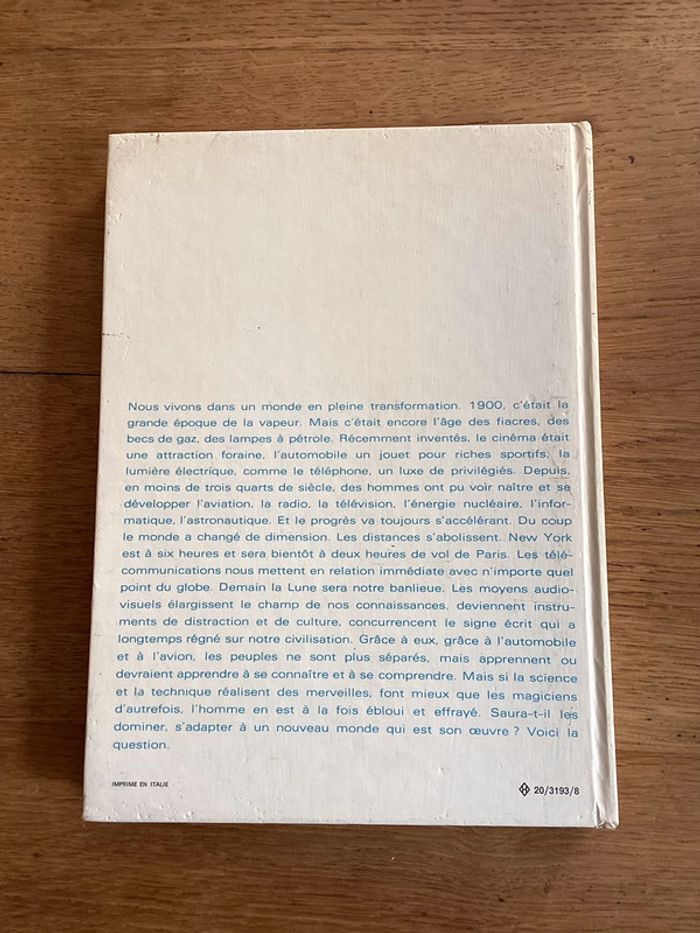 Nous vivons dans un monde en pleine transformation. 1900, c'était la
grande époque de la vapeur. Mais c'était encore l'âge des fiacres, des
becs de gaz, des lampes à pétrole. Récemment inventés, le cinéma était
une attraction foraine, l'automobile un jouet pour riches sportifs, la
lumière électrique, comme le téléphone, un luxe de privilégiés. Depuis,
en moins de trois quarts de siècle, des hommes ont pu voir naître et se
développer l'aviation, la radio, la télévision, l'énergie nucléaire, l'infor-
matique, l'astronautique. Et le progrès va toujours s'accélérant. Du coup
le monde a changé de dimension. Les distances s'abolissent. New York
est à six heures et sera bientôt à deux heures de vol de Paris. Les télé-
communications nous mettent en relation immédiate avec n'importe quel
point du globe. Demain la Lune sera notre banlieue. Les moyens audio-
visuels élargissent le champ de nos connaissances, deviennent instru-
ments de distraction et de culture, concurrencent le signe écrit qui a
longtemps régné sur notre civilisation. Grâce à eux, grâce à l'automobile
et à l'avion, les peuples ne sont plus séparés, mais apprennent ou
devraient apprendre à se connaître et à se comprendre. Mais si la science
et la technique réalisent des merveilles, font mieux que les magiciens
d'autrefois, l'homme en est à la fois ébloui et effrayé. Saura-t-il les
dominer, s'adapter à un nouveau monde qui est son œuvre ? Voici la
question.
IMPRIME EN ITALIE
20/3193/8